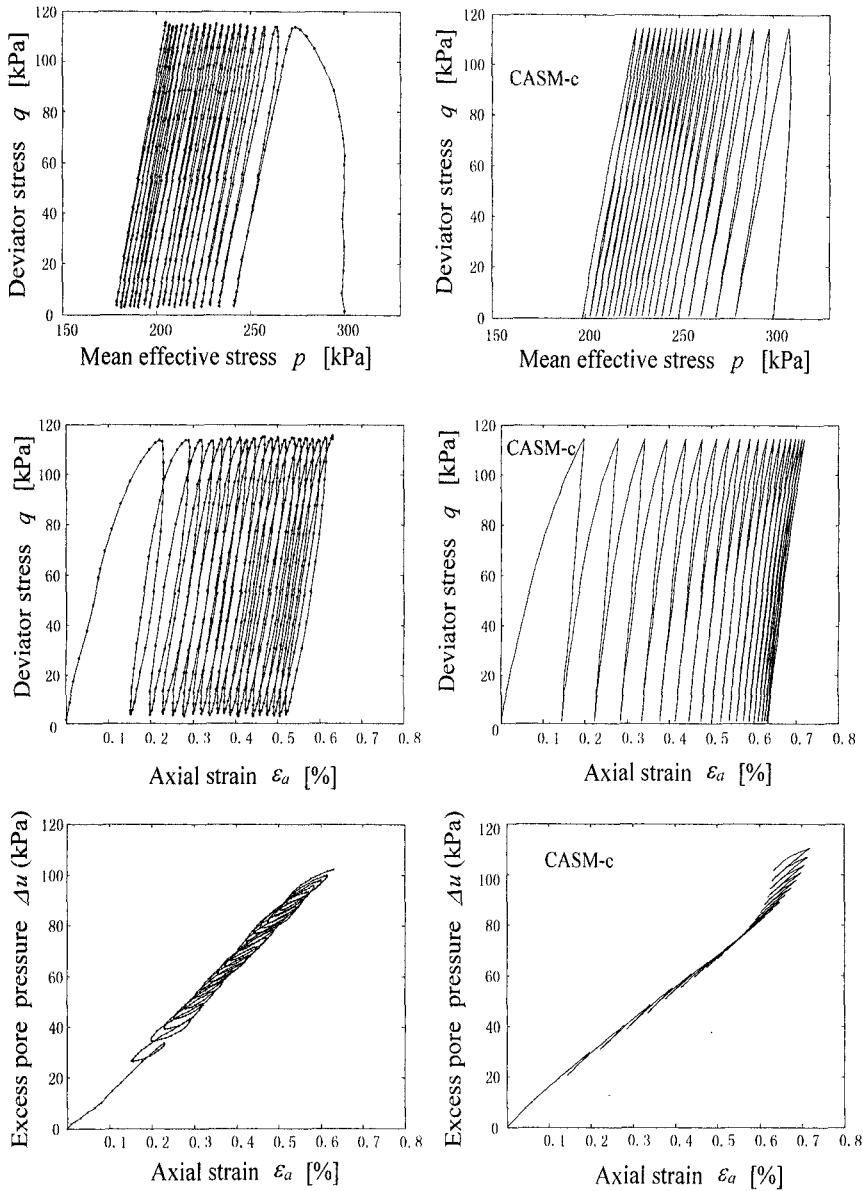 Deviator stress q [kPa]
120
100
80
60
40
20
0
150
200
250
300
Mean effective stress p [kPa]
Deviator stress q [kPa]
120
100
80
60
40
20
0
CASM-c
150
200
250
300
Mean effective stress p [kPa]
Deviator stress q [kPa]
120
100
80
60
40
20
0
0.1 0.2 0.3 0.4 0.5 0.6 0.7 0.8
Axial strain εa [%]
Deviator stress q [kPa]
120
100
80
60
40
20
0
CASM-c
0.1 0.2 0.3 0.4 0.5 0.6 0.7 0.8
Axial strain εa [%]
Excess pore pressure Δu (kPa)
120
100
80
60
40
20
0
0.1 0.2 0.3 0.4 0.5 0.6 0.7 0.8
Axial strain εa [%]
Excess pore pressure Δu (kPa)
120
100
80
60
40
20
0
CASM-c
0.1 0.2 0.3 0.4 0.5 0.6 0.7 0.8
Axial strain εa [%]